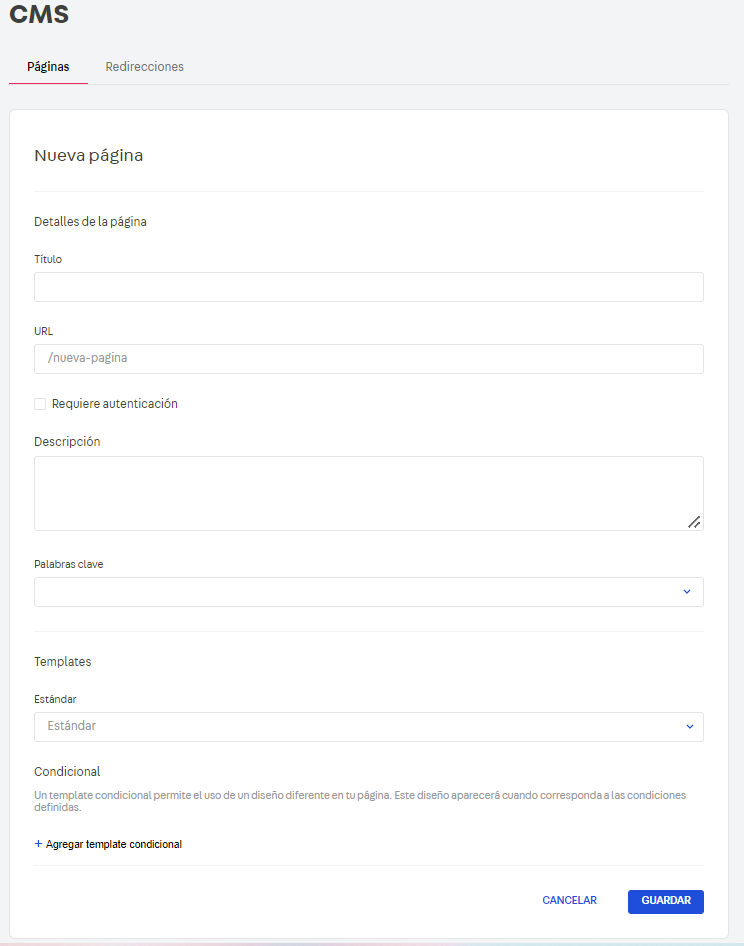 CMS
Páginas Redirecciones
Nueva página
Detalles de la página
Título
URL
/nueva-pagina
Requiere autenticación
Descripción
Palabras clave
Templates
Estándar
Estándar
Condicional
Un template condicional permite el uso de un diseño diferente en tu página. Este diseño aparecerá cuando corresponda a las condiciones
definidas.
+ Agregar template condicional
CANCELAR GUARDAR